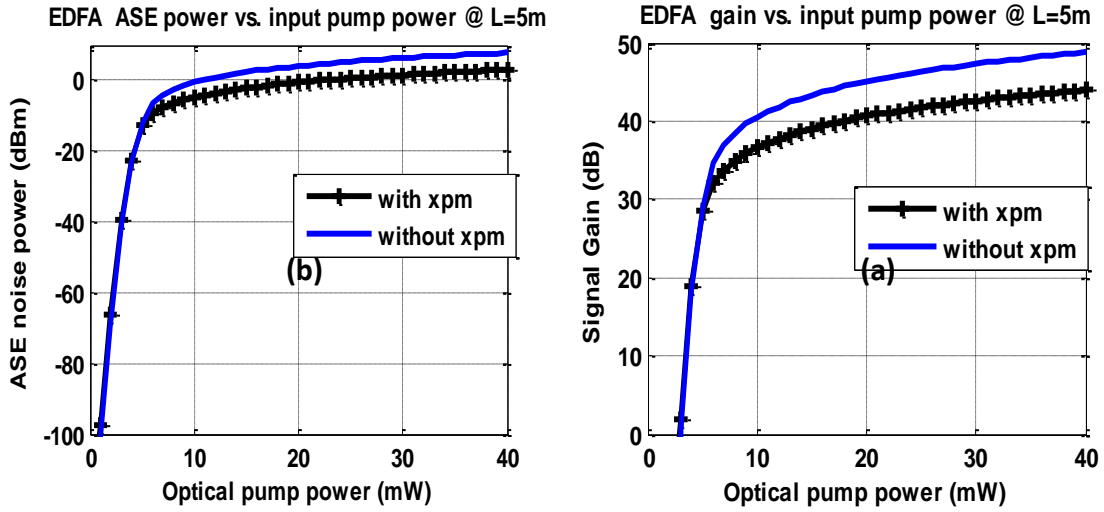 EDFA ASE power vs. input pump power @ L=5m
0
-20
-40
-60
-80
-100
ASE noise power (dBm)
with xpm
without xpm
(b)
0 10 20 30 40
Optical pump power (mW)
EDFA gain vs. input pump power @ L=5m
50
40
30
20
10
0
Signal Gain (dB)
with xpm
without xpm
(a)
0 10 20 30 40
Optical pump power (mW)